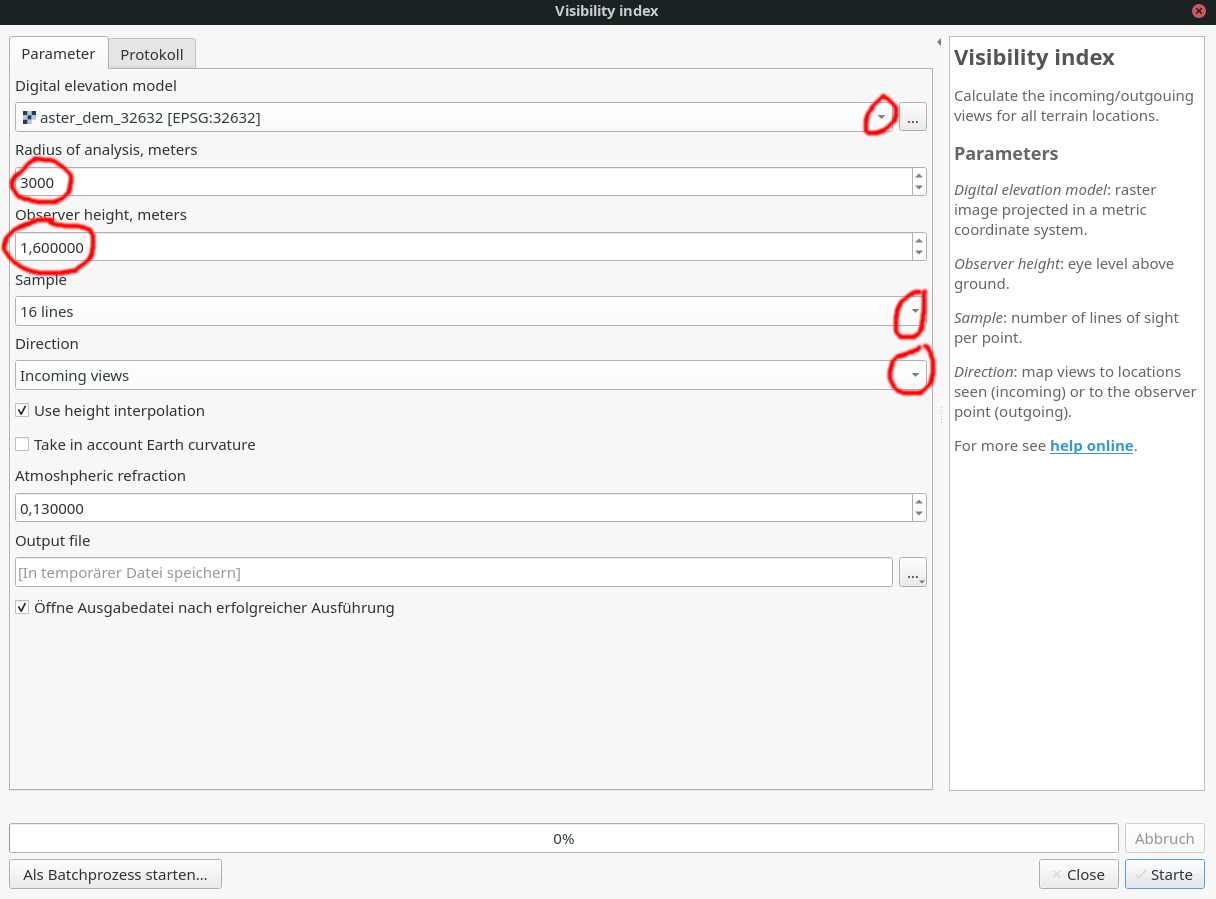 Visibility index
Parameter
Protokoll
Digital elevation model
aster_dem_32632 [EPSG:32632]
...
Radius of analysis, meters
3000
Observer height, meters
1,600000
Sample
16 lines
Direction
Incoming views
Use height interpolation
Take in account Earth curvature
Atmoshpheric refraction
0,130000
Output file
[In temporärer Datei speichern]
...
Öffne Ausgabedatei nach erfolgreicher Ausführung
Visibility index
Calculate the incoming/outgouing
views for all terrain locations.
Parameters
Digital elevation model: raster
image projected in a metric
coordinate system.
Observer height: eye level above
ground.
Sample: number of lines of sight
per point.
Direction: map views to locations
seen (incoming) or to the observer
point (outgoing).
For more see help online.
0%
Abbruch
Als Batchprozess starten...
Close
Starte